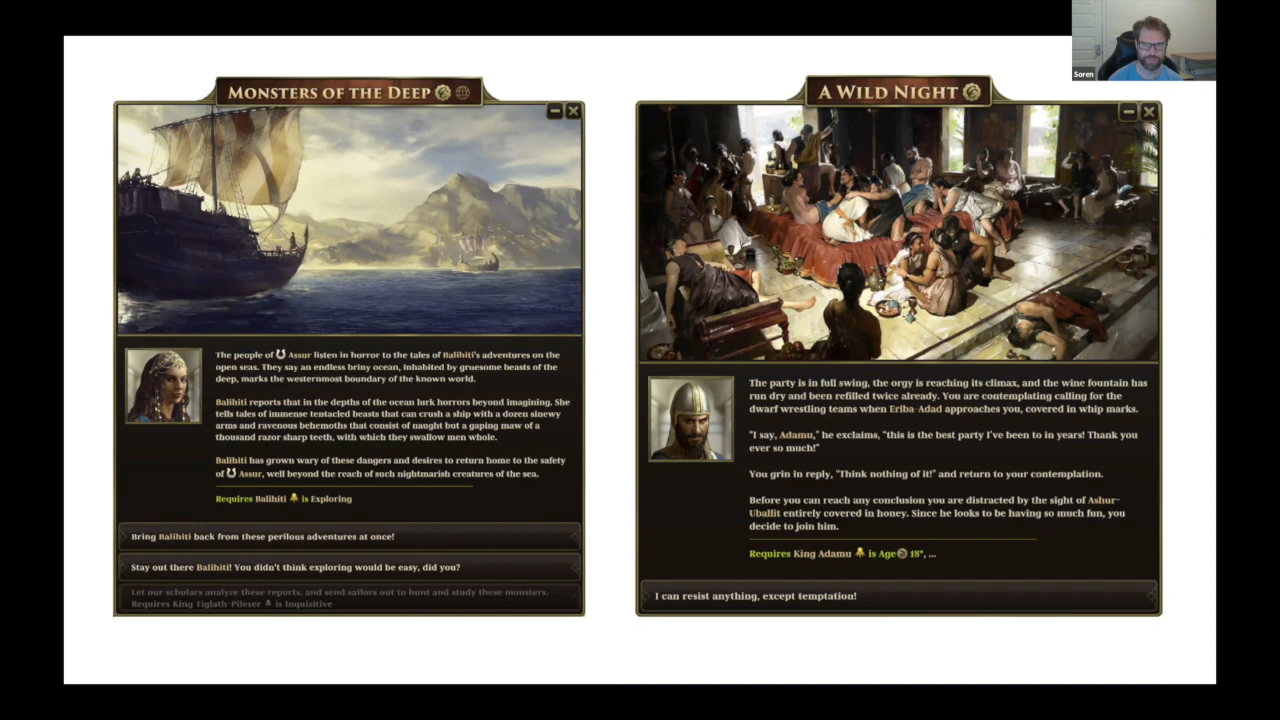 Soren
MONSTERS OF THE DEEP
The people of Assur listen in horror to the tales of Balihiti's adventures on the
open seas. They say an endless briny ocean, inhabited by gruesome beasts of the
deep, marks the westernmost boundary of the known world.
Balihiti reports that in the depths of the ocean lurk horrors beyond imagining. She
tells tales of immense tentacled beasts that can crush a ship with a dozen sinewy
arms and ravenous behemoths that consist of naught but a gaping maw of a
thousand razor sharp teeth, with which they swallow men whole.
Balihiti has grown wary of these dangers and desires to return home to the safety
of Assur, well beyond the reach of such nightmarish creatures of the sea.
Requires Balihiti is Exploring
Bring Balihiti back from these perilous adventures at once!
Stay out there Balihiti! You didn't think exploring would be easy, did you?
Let our scholars analyze these reports, and send sailors out to hunt and study these monsters.
Requires King Tiglath-Pileser is Inquisitive
A WILD NIGHT
The party is in full swing, the orgy is reaching its climax, and the wine fountain has
run dry and been refilled twice already. You are contemplating calling for the
dwarf wrestling teams when Eriba-Adad approaches you, covered in whip marks.
"I say, Adamu," he exclaims, "this is the best party I've been to in years! Thank you
ever so much!"
You grin in reply, "Think nothing of it!" and return to your contemplation.
Before you can reach any conclusion you are distracted by the sight of Ashur-
Uballit entirely covered in honey. Since he looks to be having so much fun, you
decide to join him.
Requires King Adamu is Age 18+, ...
I can resist anything, except temptation!